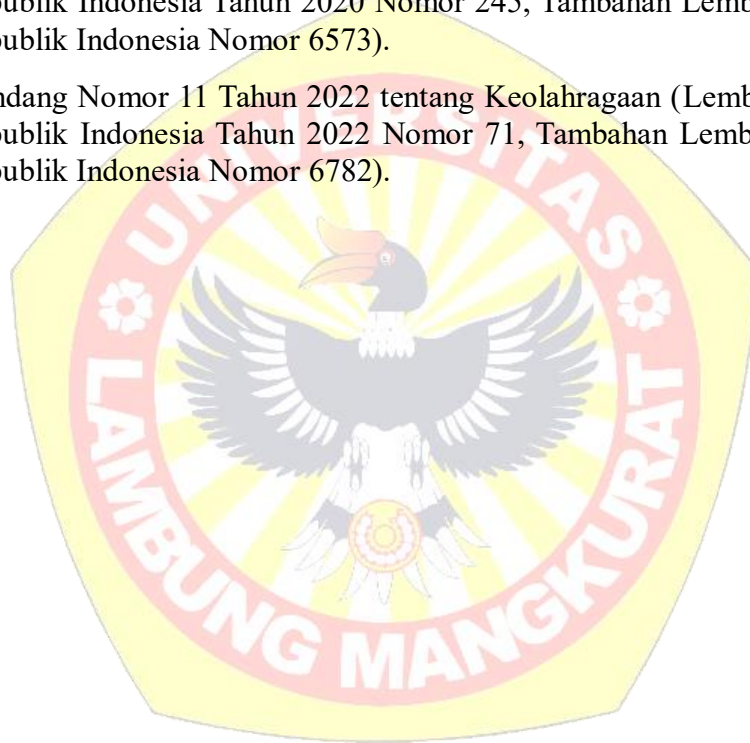 publik Indonesia Tahun 2020 Nomor 245, Tambahan Lemb
publik Indonesia Nomor 6573).
ndang Nomor 11 Tahun 2022 tentang Keolahragaan (Lemb
publik Indonesia Tahun 2022 Nomor 71, Tambahan Lemb
publik Indonesia Nomor 6782).
UNIVERSITAS
LAMBUNG MANGKURAT